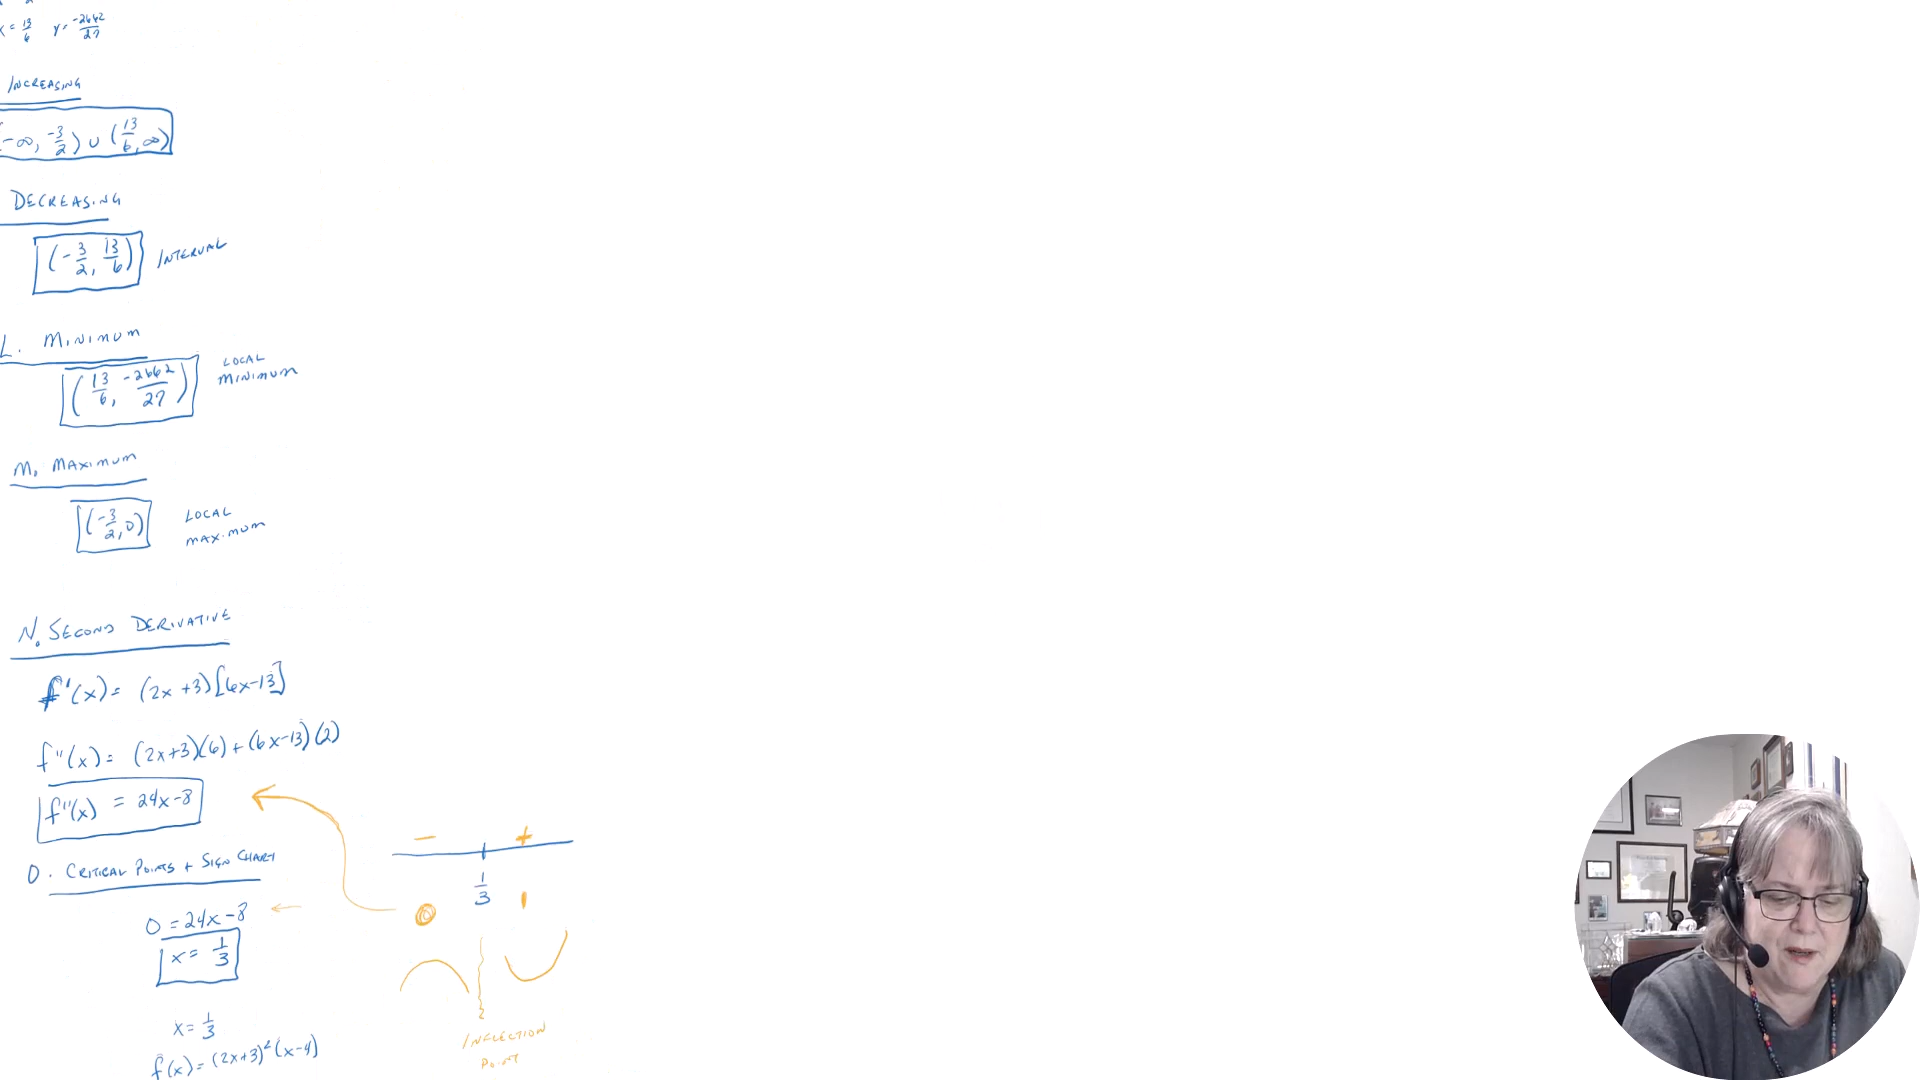 x = 13/6 y = -2662/27
INCREASING
-∞, -3/2) ∪ (13/6, ∞)
DECREASING
(-3/2, 13/6) INTERVAL
L. MINIMUM
(13/6, -2662/27) LOCAL MINIMUM
M. MAXIMUM
(-3/2, 0) LOCAL MAXIMUM
N. SECOND DERIVATIVE
f'(x) = (2x+3)[6x-13]
f''(x) = (2x+3)(6) + (6x-13)(2)
f''(x) = 24x-8
O. CRITICAL POINTS + SIGN CHART
0 = 24x-8
x = 1/3
x = 1/3
f(x) = (2x+3)²(x-4)
- +
1/3
0 1
INFLECTION
POINT